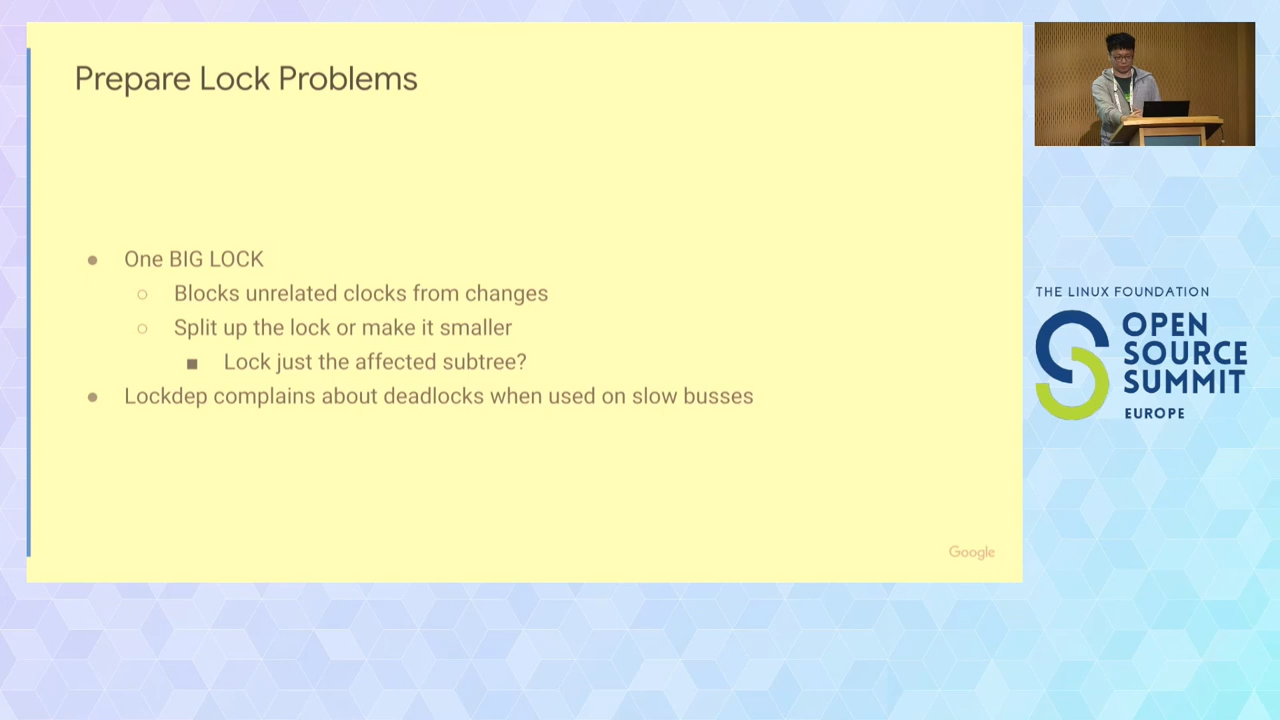 Prepare Lock Problems
● One BIG LOCK
○ Blocks unrelated clocks from changes
○ Split up the lock or make it smaller
■ Lock just the affected subtree?
● Lockdep complains about deadlocks when used on slow busses
Google
THE LINUX FOUNDATION
OPEN
SOURCE
SUMMIT
EUROPE